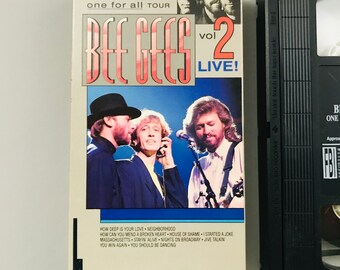 one for all TOUR
BEE GEES
vol 2
LIVE!
HOW DEEP IS YOUR LOVE • NEIGHBORHOOD
HOW CAN YOU MEND A BROKEN HEART • HOUSE OF SHAME • I STARTED A JOKE
MASSACHUSETTS • STAYIN' ALIVE • NIGHTS ON BROADWAY • JIVE TALKIN'
YOU WIN AGAIN • YOU SHOULD BE DANCING
B
ONE
FBI